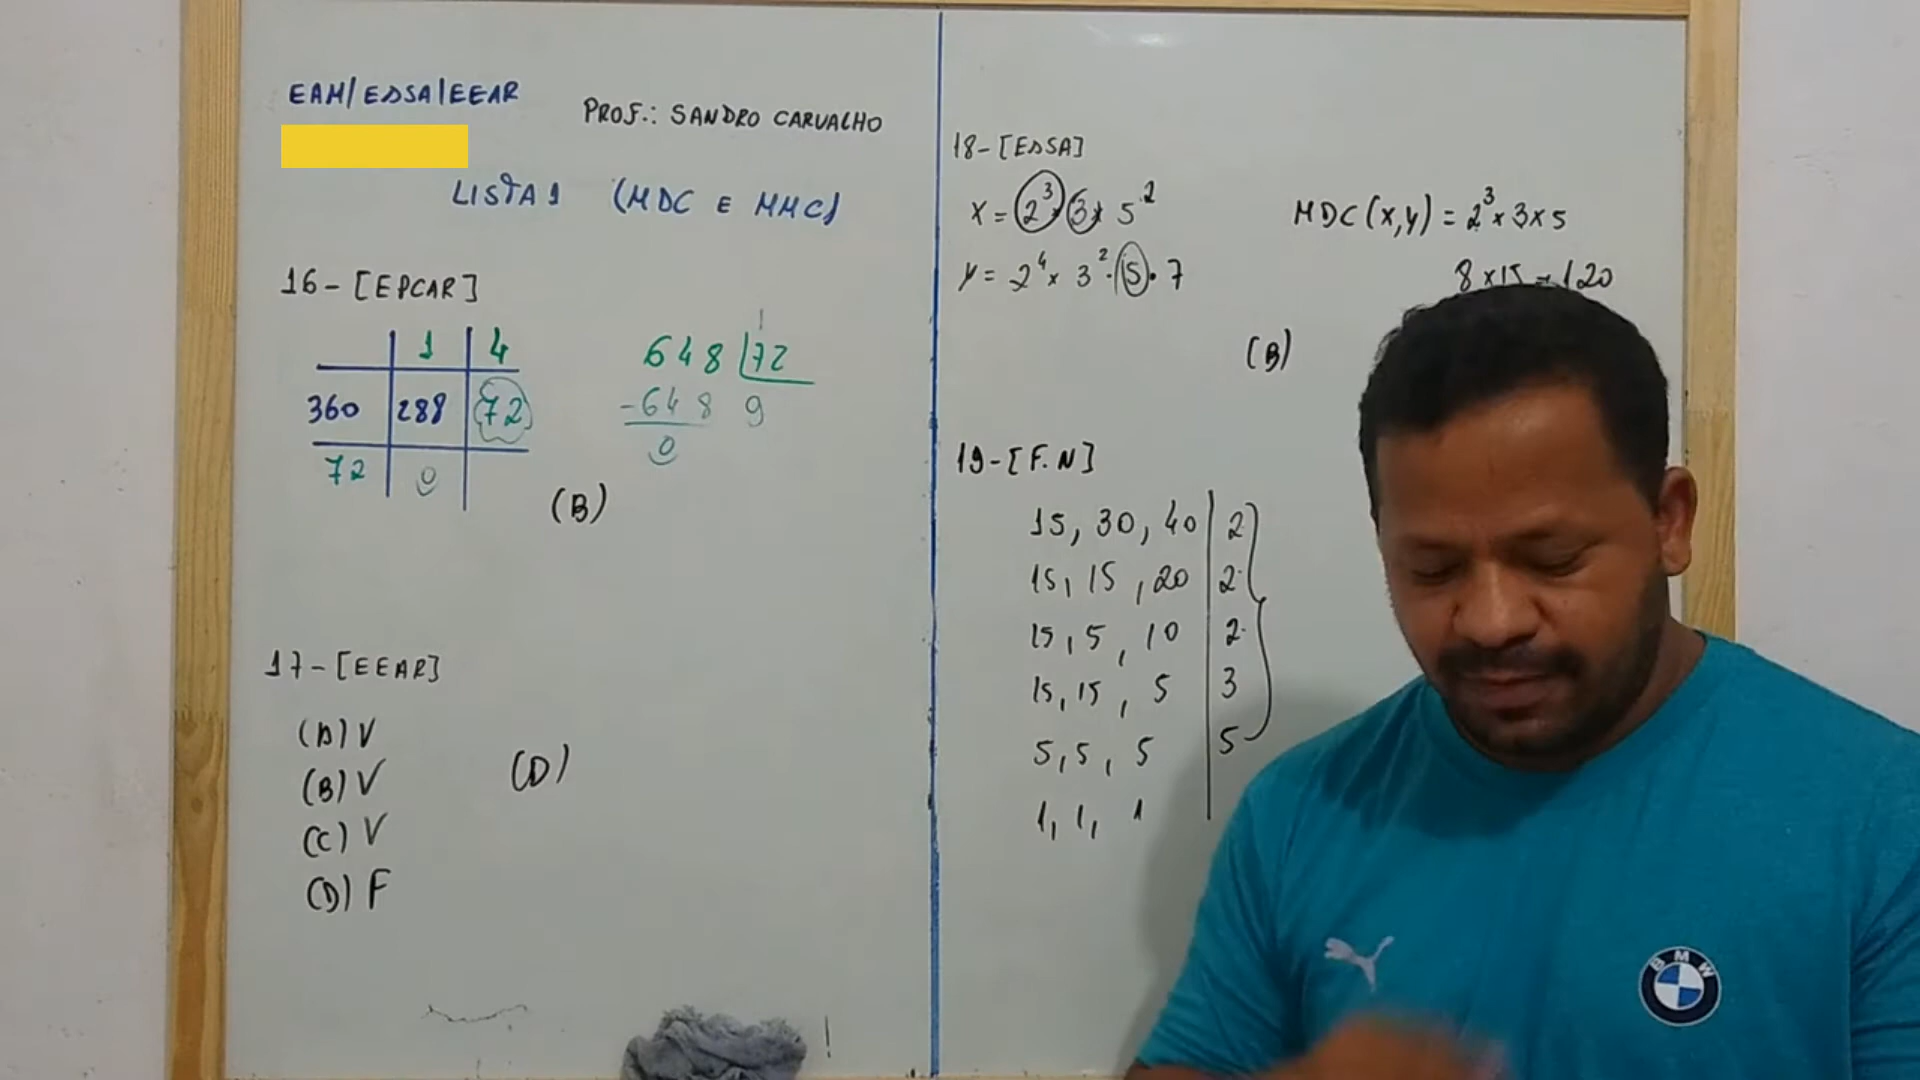 EAM/ESSA/EEAR
PROF.: SANDRO CARVALHO
LISTA 1 (MDC E MMC)
16-[EPCAR]
1 4
360 288 72
72 0
648 72
-648 9
0
(B)
17-[EEAR]
(A) V
(B) V
(C) V
(D) F
(D)
18-[ESSA]
X = 2³ × 3 × 5²
Y = 2⁴ × 3² · 5 · 7
MDC (X,Y) = 2³ × 3 × 5
8 × 15 = 120
(B)
19-[F.N]
15, 30, 40 | 2
15, 15, 20 | 2
15, 5, 10 | 2
15, 15, 5 | 3
5, 5, 5 | 5
1, 1, 1
BMW